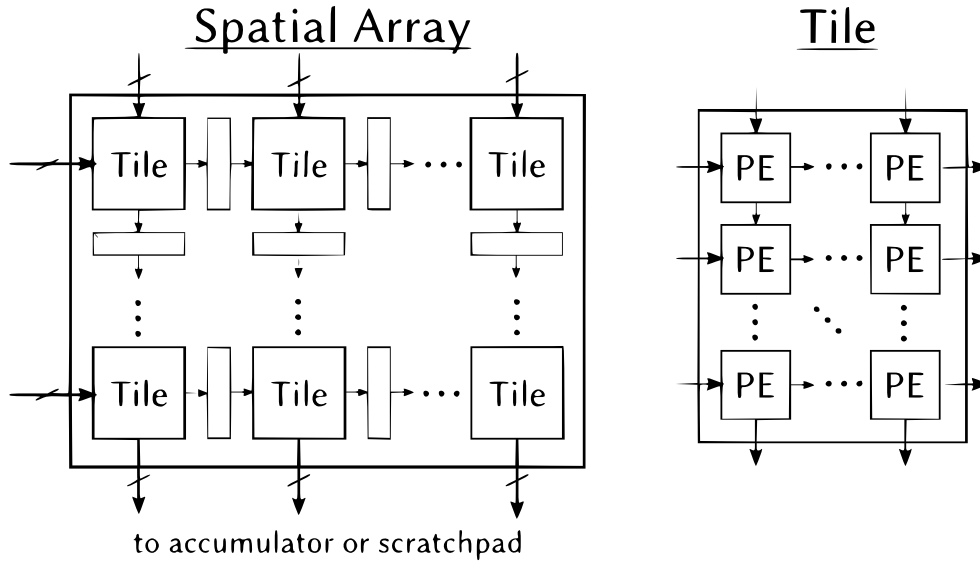 Spatial Array
Tile
Tile Tile ... Tile
Tile Tile ... Tile
to accumulator or scratchpad
PE ... PE
PE ... PE
PE ... PE